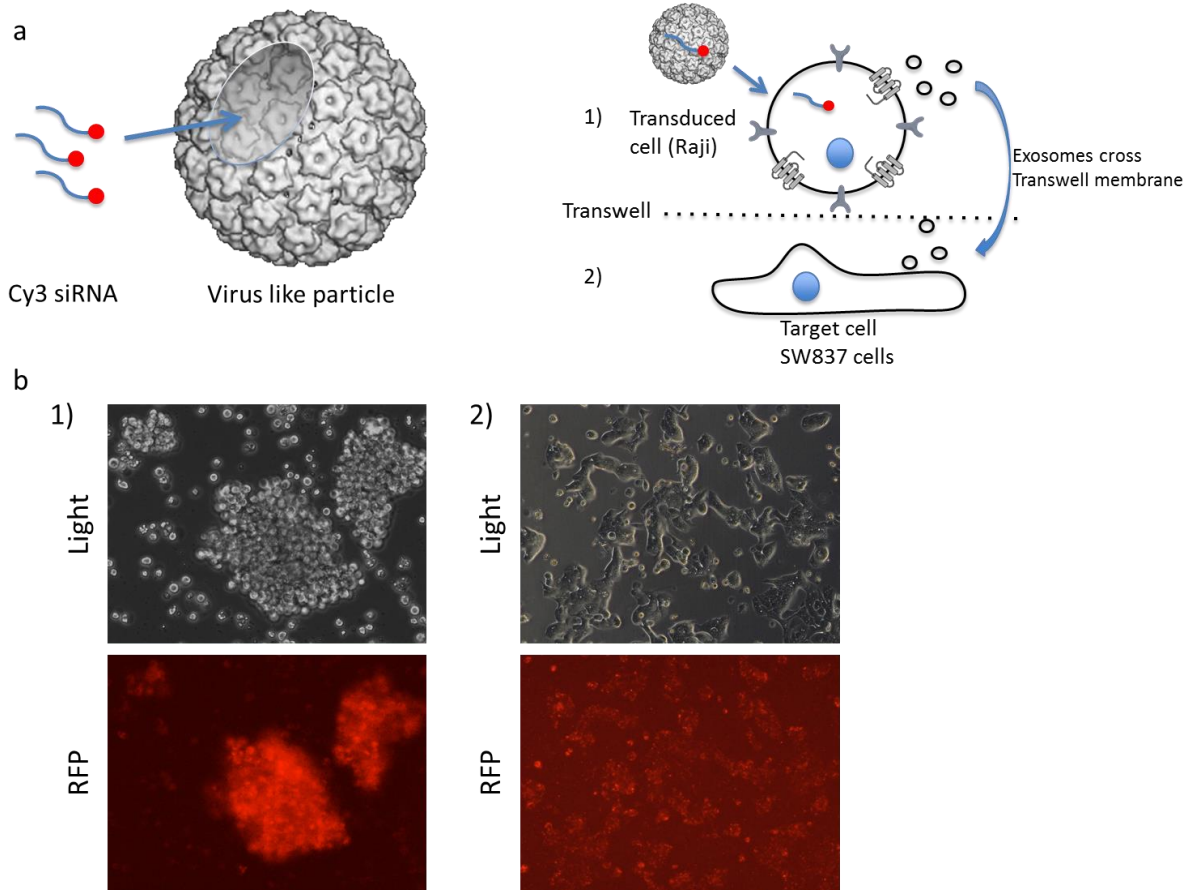 a
Cy3 siRNA
Virus like particle
1)
Transduced
cell (Raji)
Exosomes cross
Transwell membrane
Transwell
2)
Target cell
SW837 cells
b
1)
Light
RFP
2)
Light
RFP